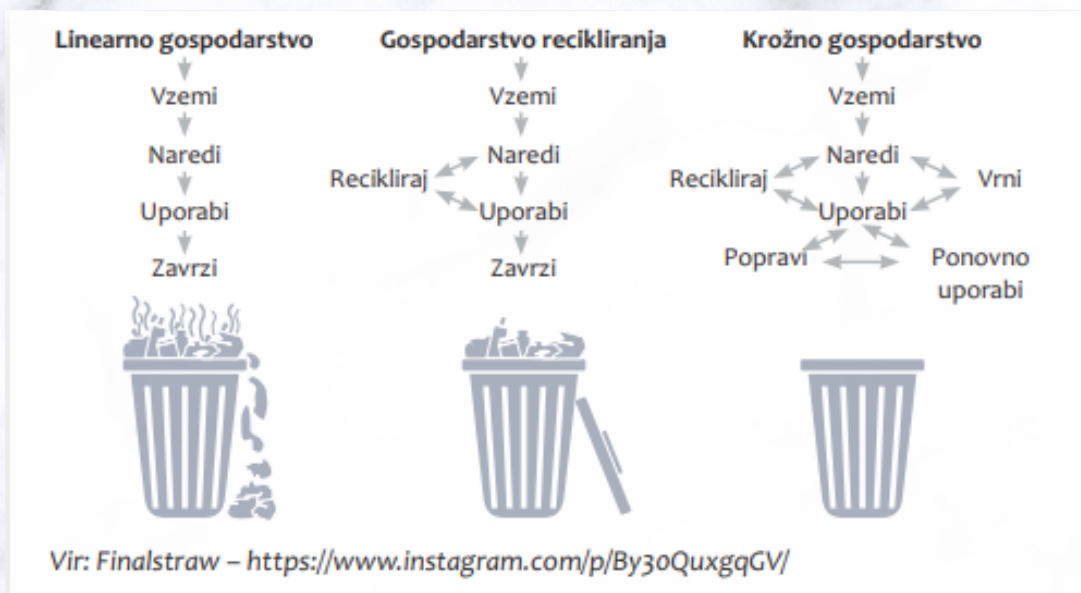 Linearno gospodarstvo
Vzemi
Naredi
Uporabi
Zavrzi
Gospodarstvo recikliranja
Vzemi
Naredi
Recikliraj
Uporabi
Zavrzi
Krožno gospodarstvo
Vzemi
Naredi
Recikliraj
Vrni
Uporabi
Popravi
Ponovno
uporabi
Vir: Finalstraw – https://www.instagram.com/p/By30QuxgqGV/